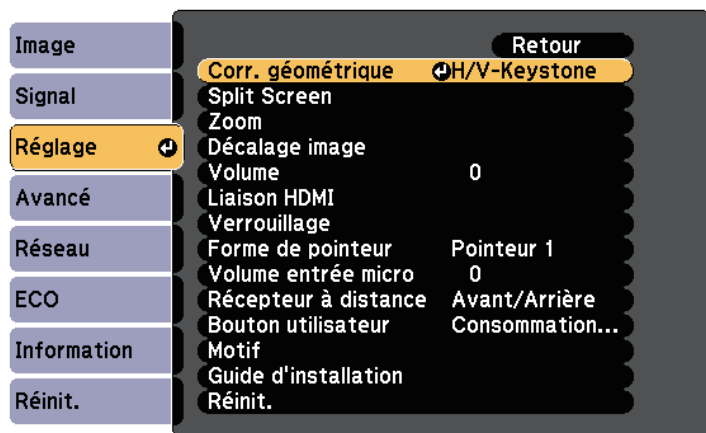 Image
Signal
Réglage
Avancé
Réseau
ECO
Information
Réinit.
Retour
Corr. géométrique H/V-Keystone
Split Screen
Zoom
Décalage image
Volume 0
Liaison HDMI
Verrouillage
Forme de pointeur Pointeur 1
Volume entrée micro 0
Récepteur à distance Avant/Arrière
Bouton utilisateur Consommation...
Motif
Guide d'installation
Réinit.